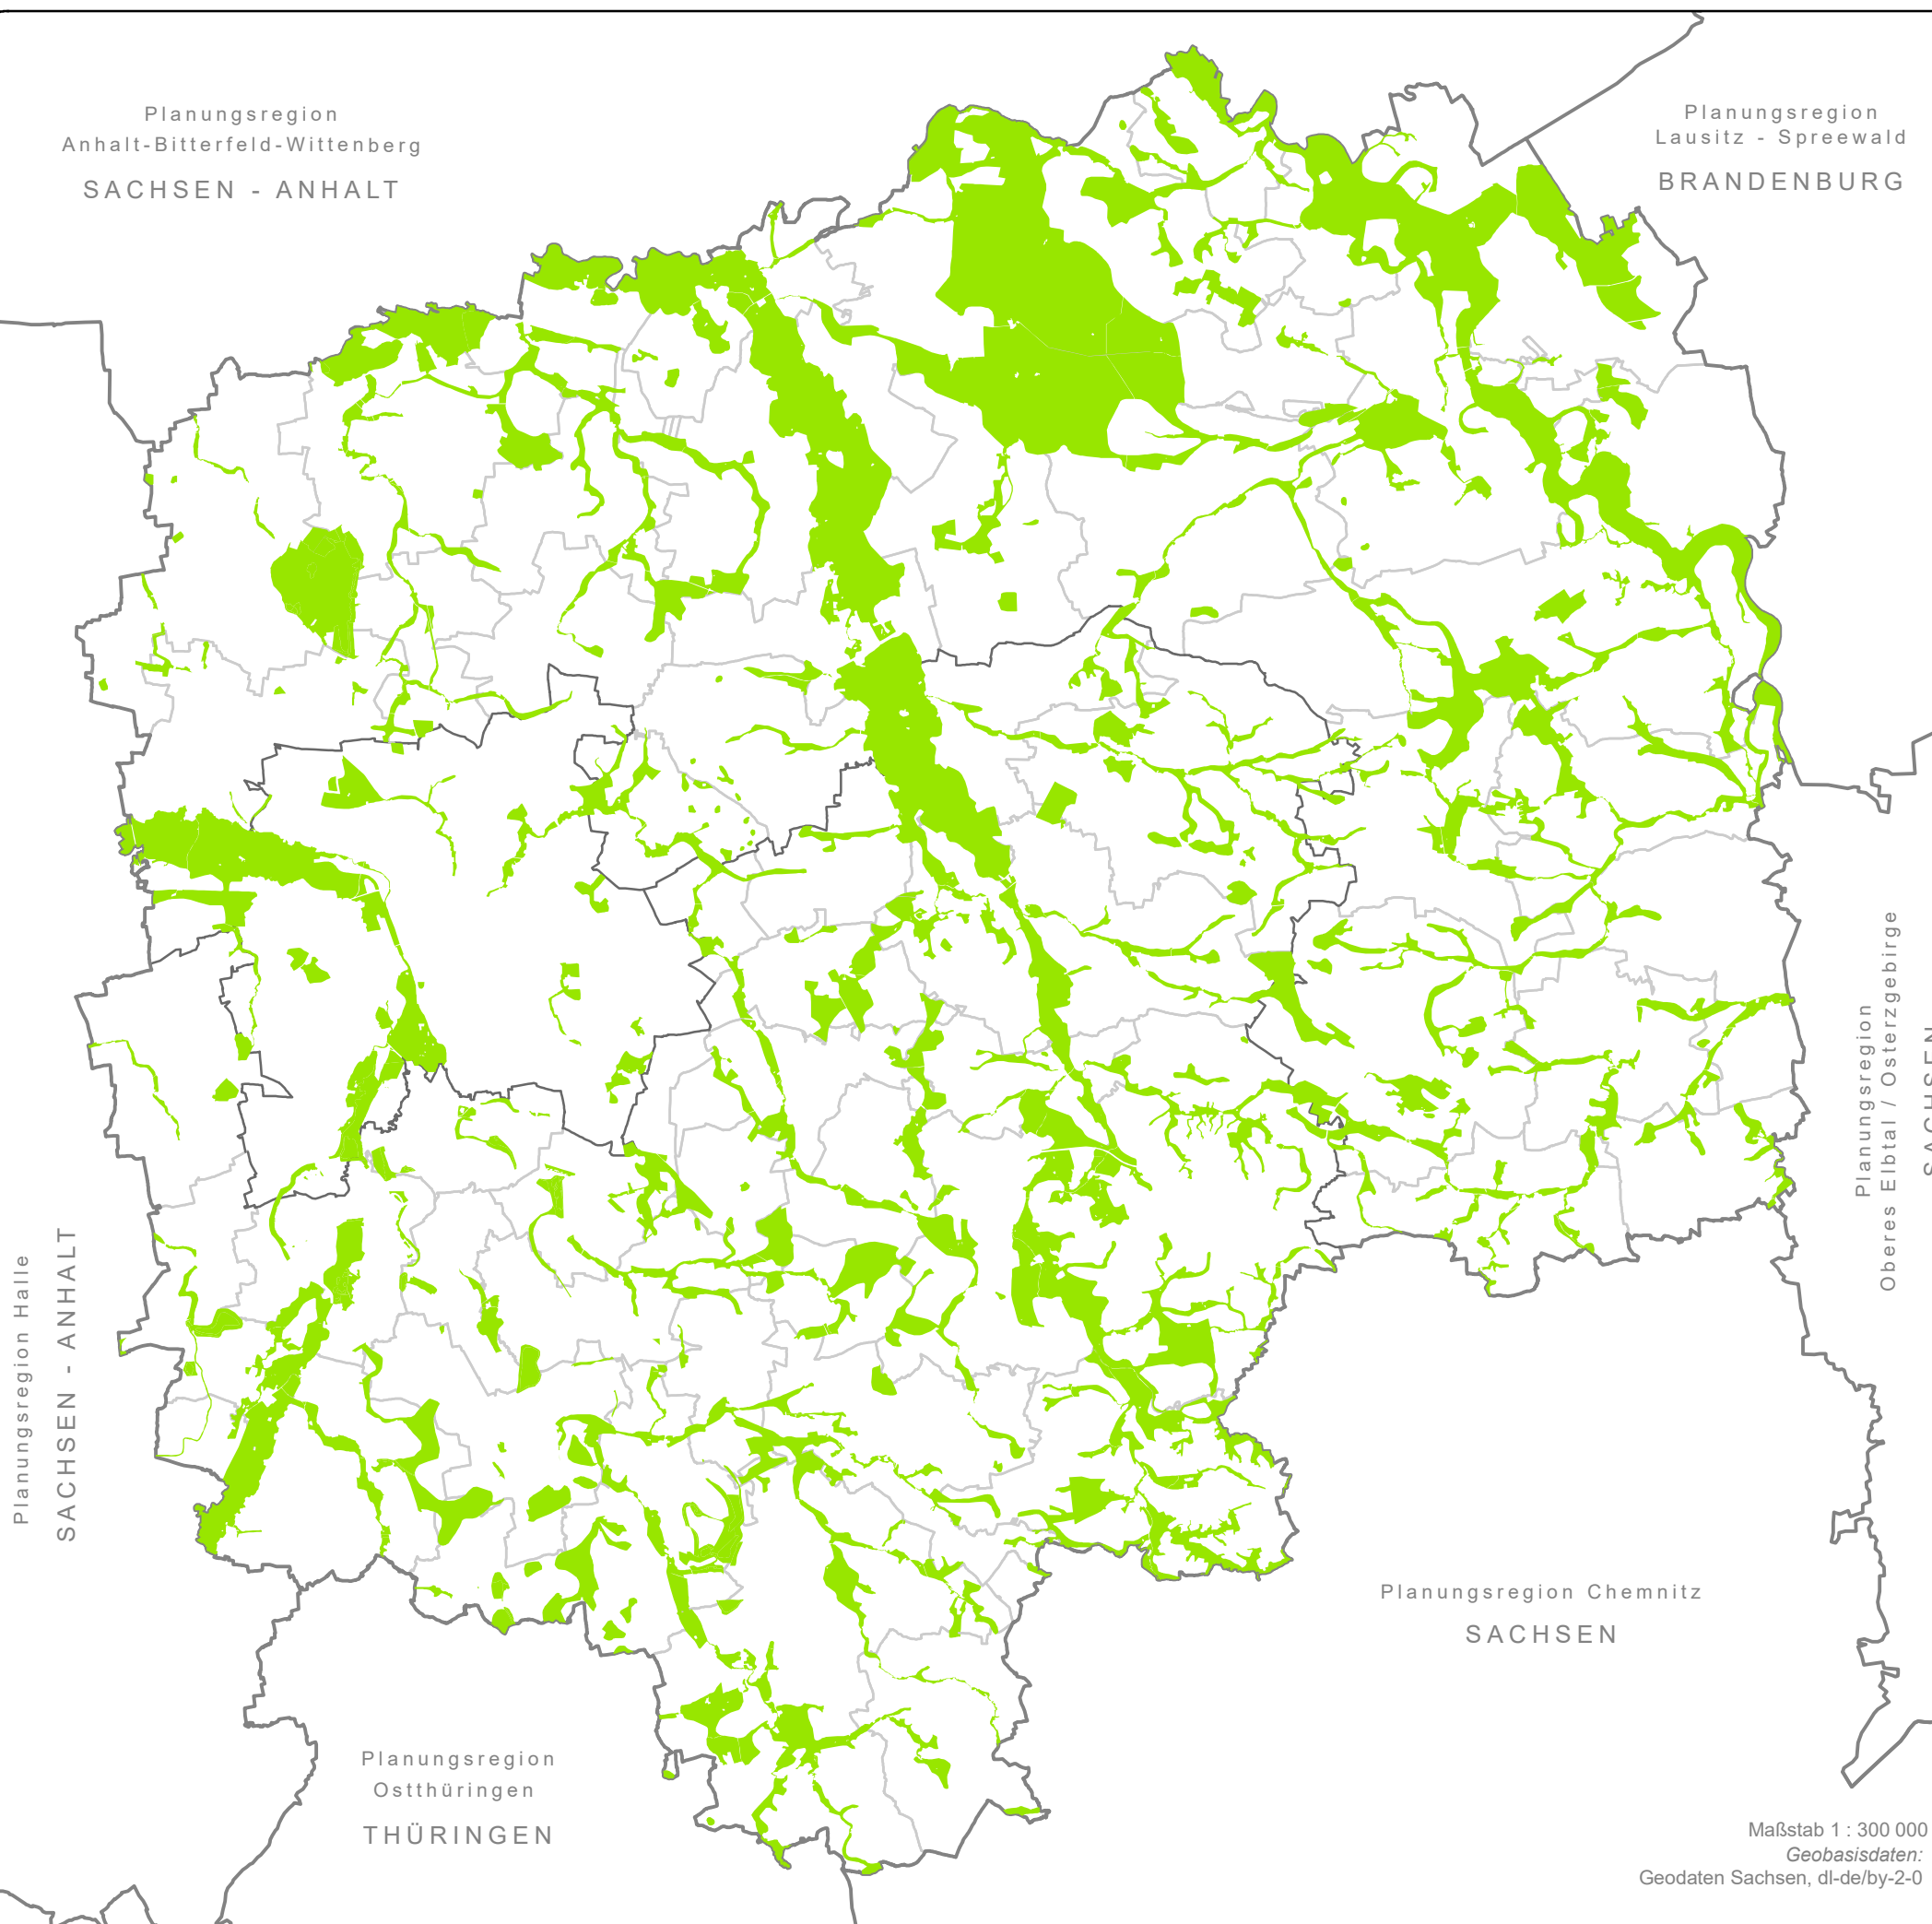 Planungsregion
Anhalt-Bitterfeld-Wittenberg
SACHSEN - ANHALT
Planungsregion
Lausitz - Spreewald
BRANDENBURG
Planungsregion
Oberes Elbtal / Osterzgebirge
SACHSEN
Planungsregion Halle
SACHSEN - ANHALT
Planungsregion Chemnitz
SACHSEN
Planungsregion
Ostthüringen
THÜRINGEN
Maßstab 1 : 300 000
Geobasisdaten:
Geodaten Sachsen, dl-de/by-2-0